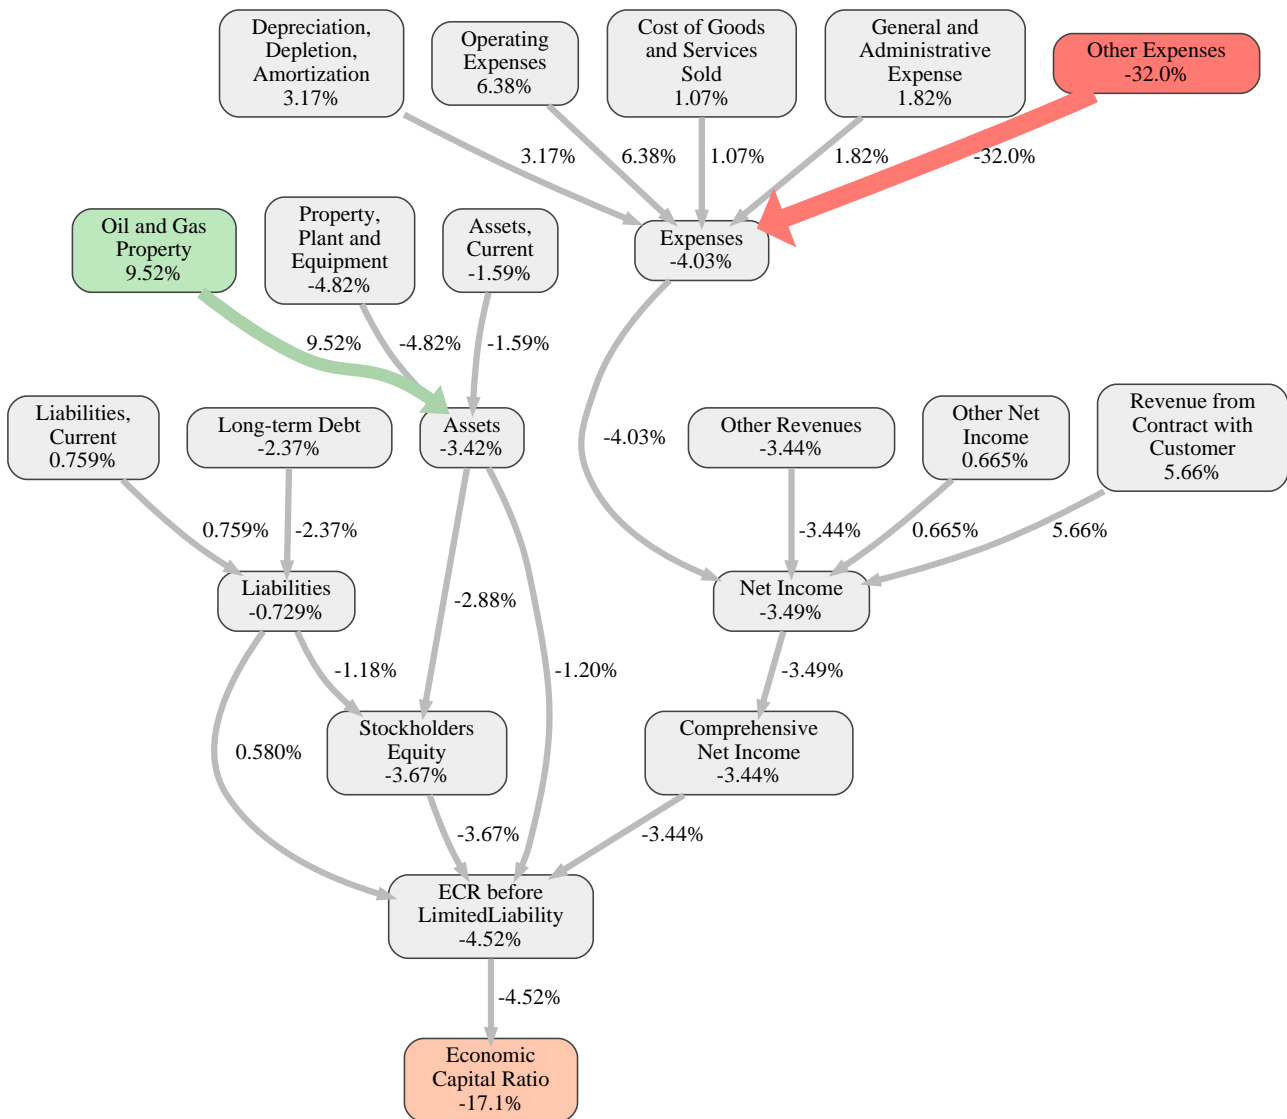 Depreciation,
Depletion,
Amortization
3.17%
Operating
Expenses
6.38%
Cost of Goods
and Services
Sold
1.07%
General and
Administrative
Expense
1.82%
Other Expenses
-32.0%
3.17%
6.38%
1.07%
1.82%
-32.0%
Oil and Gas
Property
9.52%
Property,
Plant and
Equipment
-4.82%
Assets,
Current
-1.59%
Expenses
-4.03%
9.52%
-4.82%
-1.59%
Liabilities,
Current
0.759%
Long-term Debt
-2.37%
Assets
-3.42%
-4.03%
Other Revenues
-3.44%
Other Net
Income
0.665%
Revenue from
Contract with
Customer
5.66%
0.759%
-2.37%
-3.44%
0.665%
5.66%
Liabilities
-0.729%
-2.88%
Net Income
-3.49%
-1.18%
-1.20%
-3.49%
0.580%
Stockholders
Equity
-3.67%
Comprehensive
Net Income
-3.44%
-3.67%
-3.44%
ECR before
LimitedLiability
-4.52%
-4.52%
Economic
Capital Ratio
-17.1%